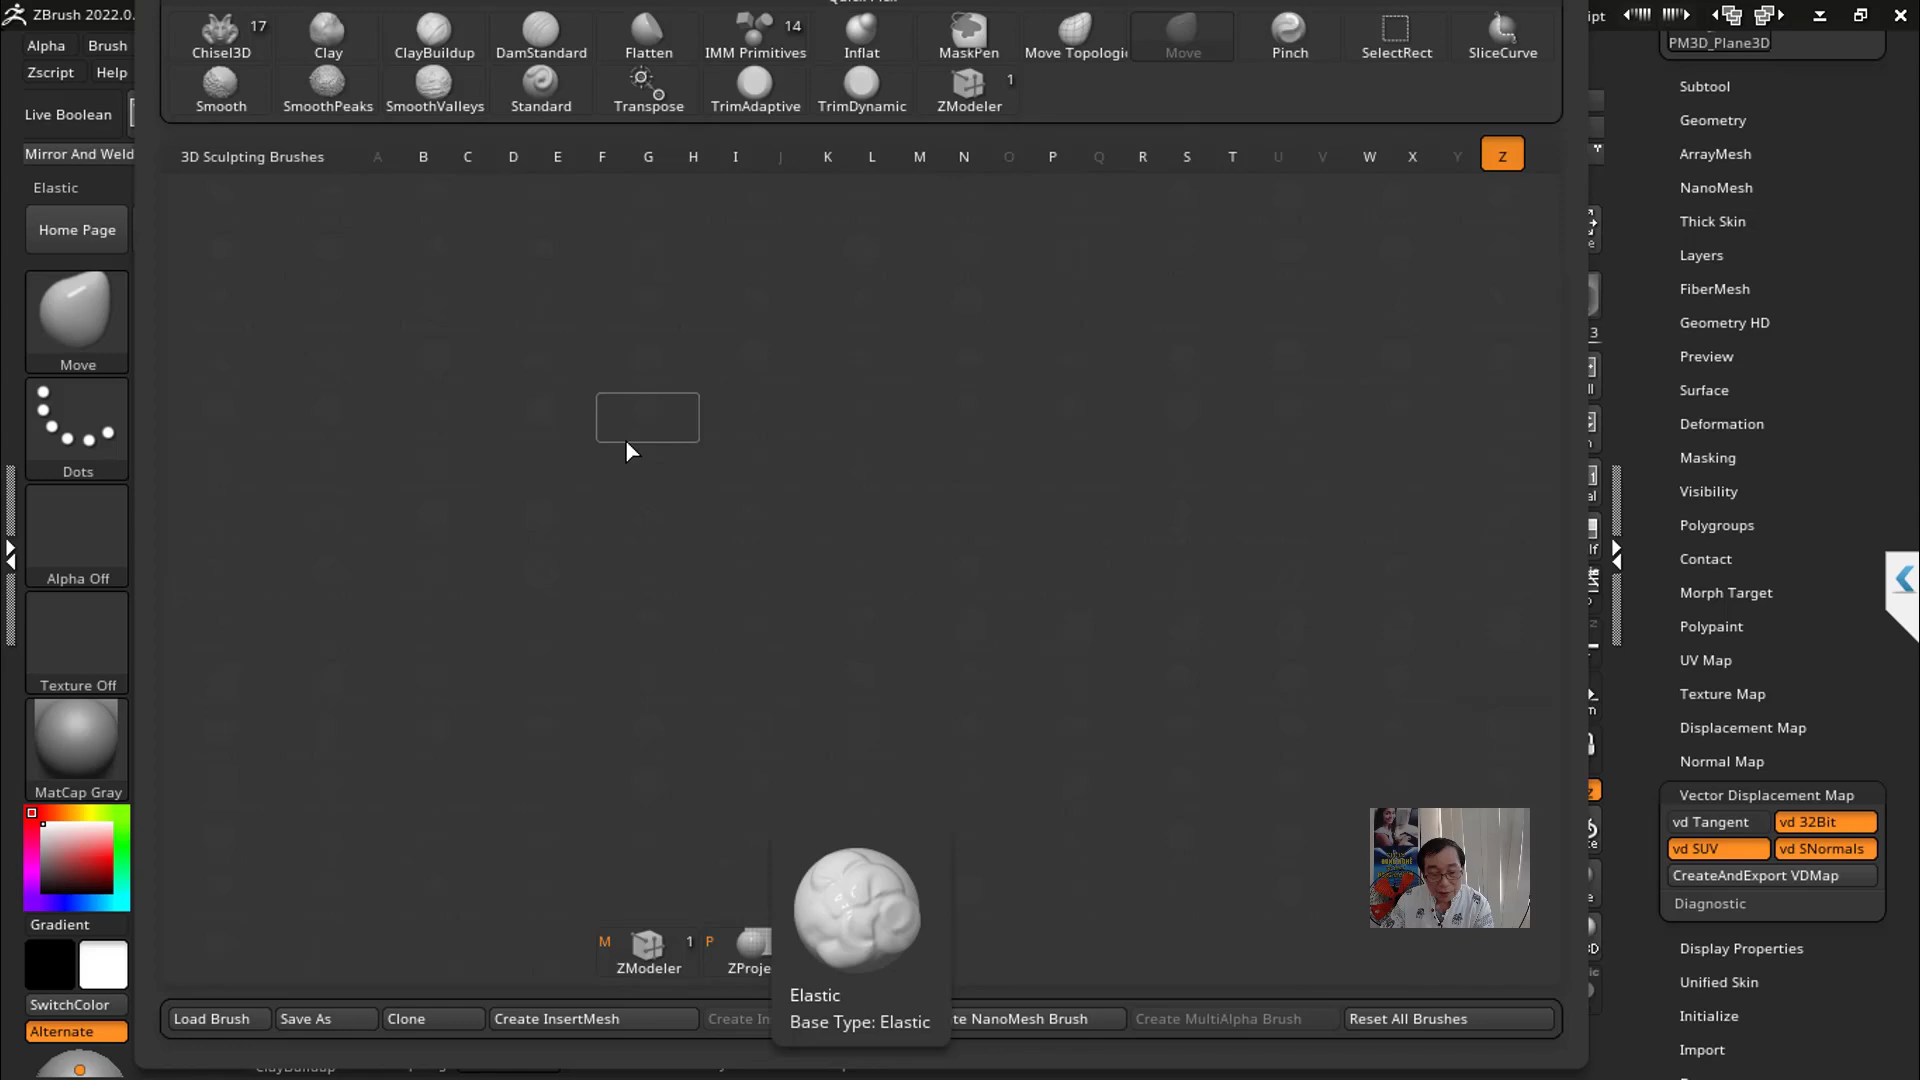 ZBrush 2022.0.
Quick Pick
ipt
Alpha Brush
Zscript Help
Live Boolean
Mirror And Weld
Elastic
Home Page
Move
Dots
Alpha Off
Texture Off
MatCap Gray
Gradient
SwitchColor
Alternate
17
Chisel3D
Clay
ClayBuildup
DamStandard
Flatten
14
IMM Primitives
Inflat
MaskPen
Move Topologi
Move
Pinch
SelectRect
SliceCurve
Smooth
SmoothPeaks
SmoothValleys
Standard
Transpose
TrimAdaptive
TrimDynamic
1
ZModeler
3D Sculpting Brushes A B C D E F G H I J K L M N O P Q R S T U V W X Y Z
M 1
ZModeler
P
ZProje
Elastic
Base Type: Elastic
Load Brush Save As Clone Create InsertMesh Create In te NanoMesh Brush Create MultiAlpha Brush Reset All Brushes
ClayBuildup
PM3D_Plane3D
Subtool
Geometry
ArrayMesh
NanoMesh
Thick Skin
Layers
FiberMesh
Geometry HD
Preview
Surface
Deformation
Masking
Visibility
Polygroups
Contact
Morph Target
Polypaint
UV Map
Texture Map
Displacement Map
Normal Map
Vector Displacement Map
vd Tangent vd 32Bit
vd SUV vd SNormals
CreateAndExport VDMap
Diagnostic
Display Properties
Unified Skin
Initialize
Import